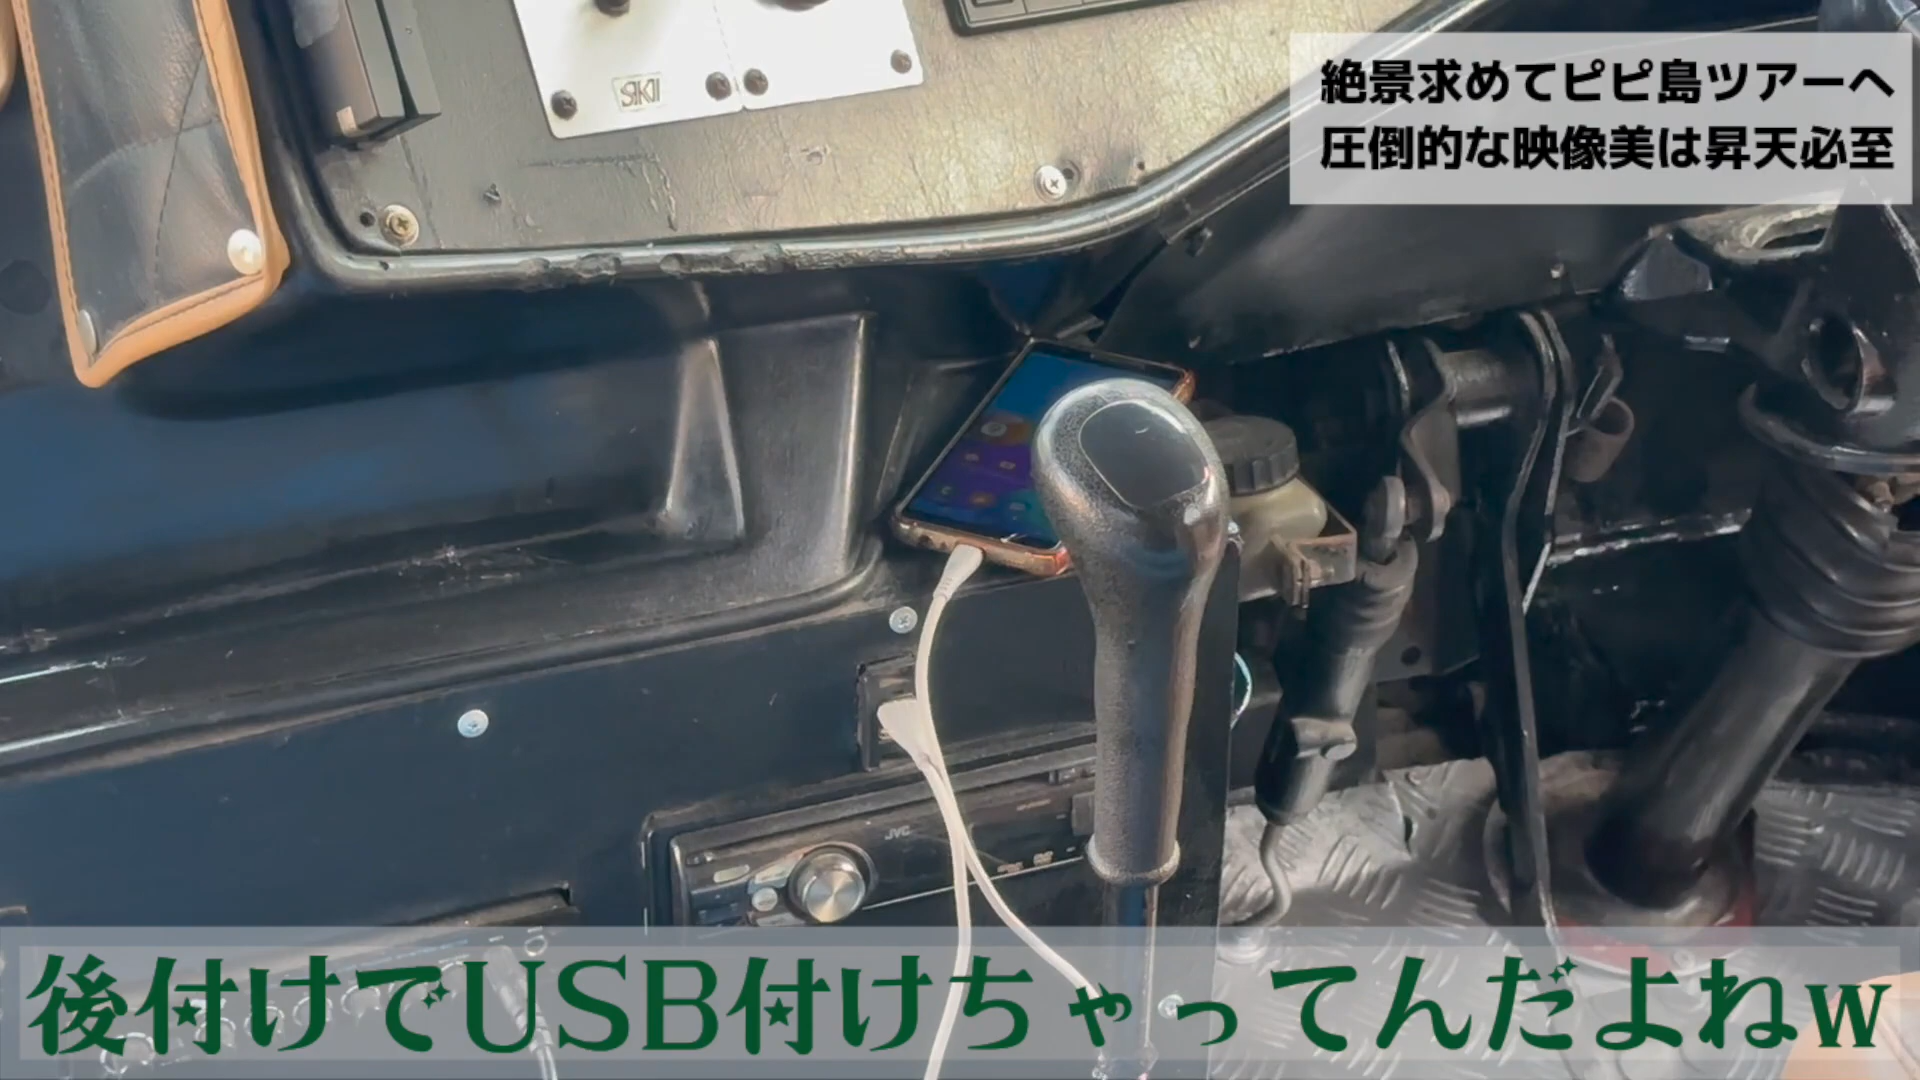 絶景求めてピピ島ツアーへ
圧倒的な映像美は昇天必至
SKII
JVC
後付けでUSB付けちゃってんだよねw